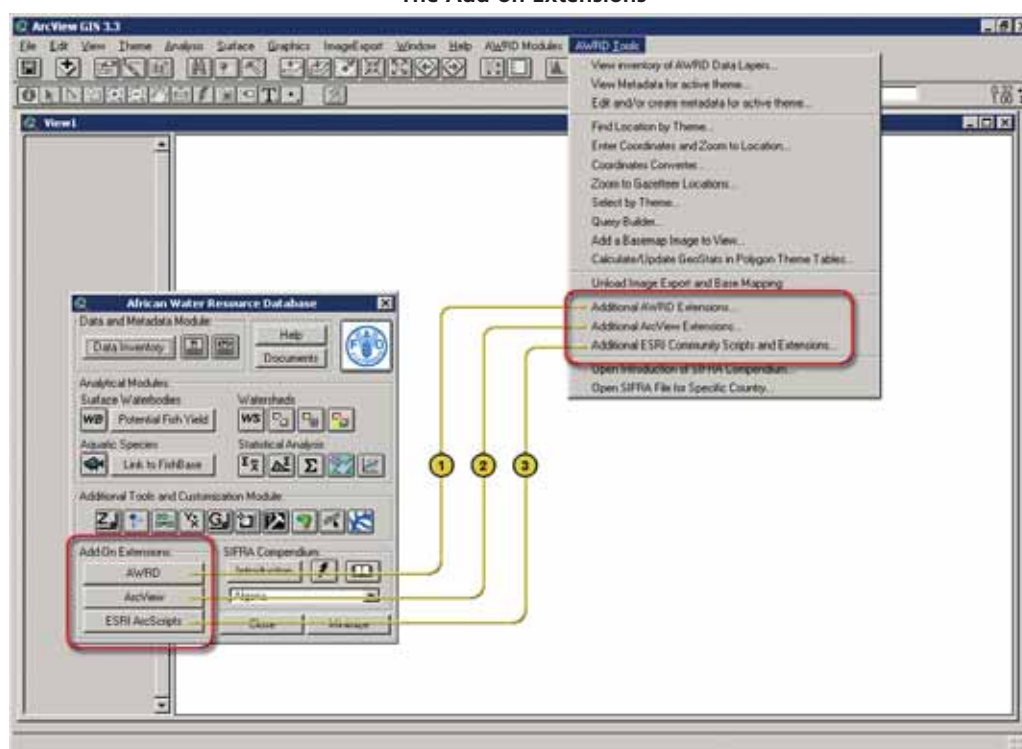 The Add-on Extensions
ArcView GIS 3.3
File Edit View Theme Analysis Surface Graphics ImageExport Window Help AWRD Modules AWRD Tools
View inventory of AWRD Data Layers...
View Metadata for active theme...
Edit and/or create metadata for active theme...
Find Location by Theme...
Enter Coordinates and Zoom to Location...
Coordinates Converter...
Zoom to Gazetteer Locations...
Select by Theme...
Query Builder...
Add a Basemap Image to View...
Calculate/Update GeoStats in Polygon Theme Tables...
Unload Image Export and Base Mapping
Additional AWRD Extensions...
Additional ArcView Extensions...
Additional ESRI Community Scripts and Extensions...
Open Introduction of SIFRA Compendium...
Open SIFRA File for Specific Country...
View1
African Water Resource Database
Data and Metadata Module:
Data Inventory
Help
Documents
Analytical Modules:
Surface Waterbodies
Watersheds
WB Potential Fish Yield
WS
Aquatic Species
Statistical Analysis
Link to FishBase
Additional Tools and Customization Module:
Add-On Extensions:
SIFRA Compendium:
AWRD
Introduction
ArcView
Algeria
ESRI ArcScripts
Close
Minimize
1 2 3